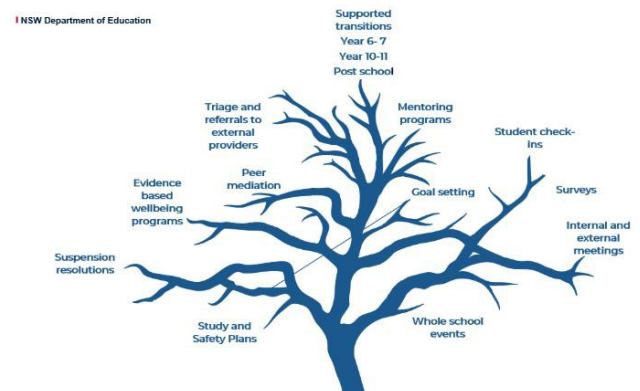 NSW Department of Education
Supported
transitions
Year 6- 7
Year 10-11
Post school
Triage and
referrals to
external
providers
Mentoring
programs
Student check-
ins
Peer
mediation
Evidence
based
wellbeing
programs
Goal setting
Surveys
Internal and
external
meetings
Suspension
resolutions
Study and
Safety Plans
Whole school
events